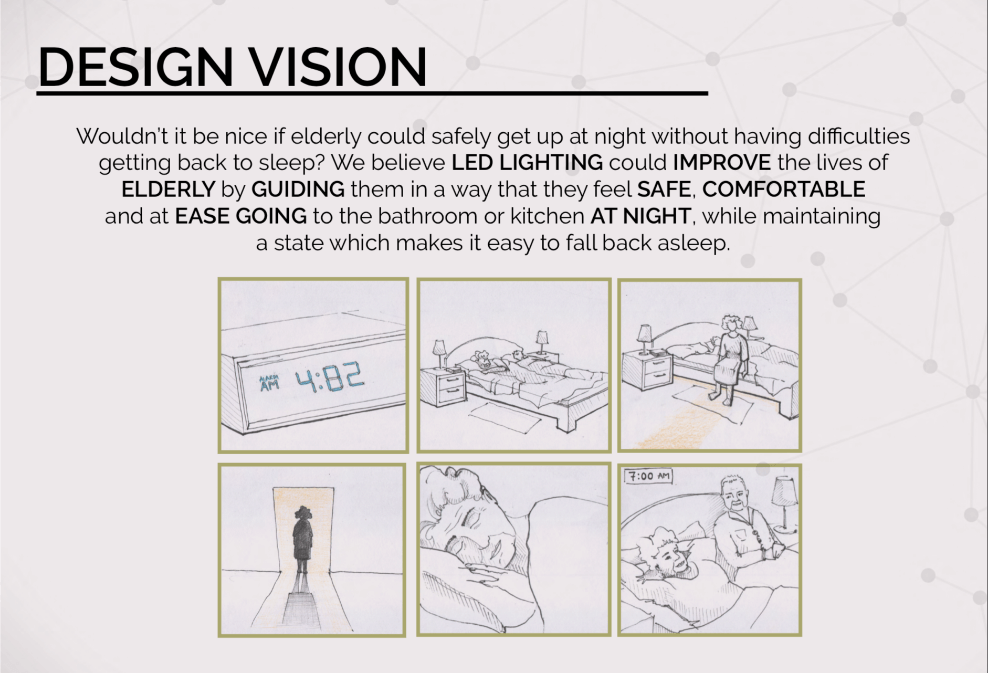 DESIGN VISION
Wouldn't it be nice if elderly could safely get up at night without having difficulties
getting back to sleep? We believe LED LIGHTING could IMPROVE the lives of
ELDERLY by GUIDING them in a way that they feel SAFE, COMFORTABLE
and at EASE GOING to the bathroom or kitchen AT NIGHT, while maintaining
a state which makes it easy to fall back asleep.
ALARM
AM 4:02
7:00 AM